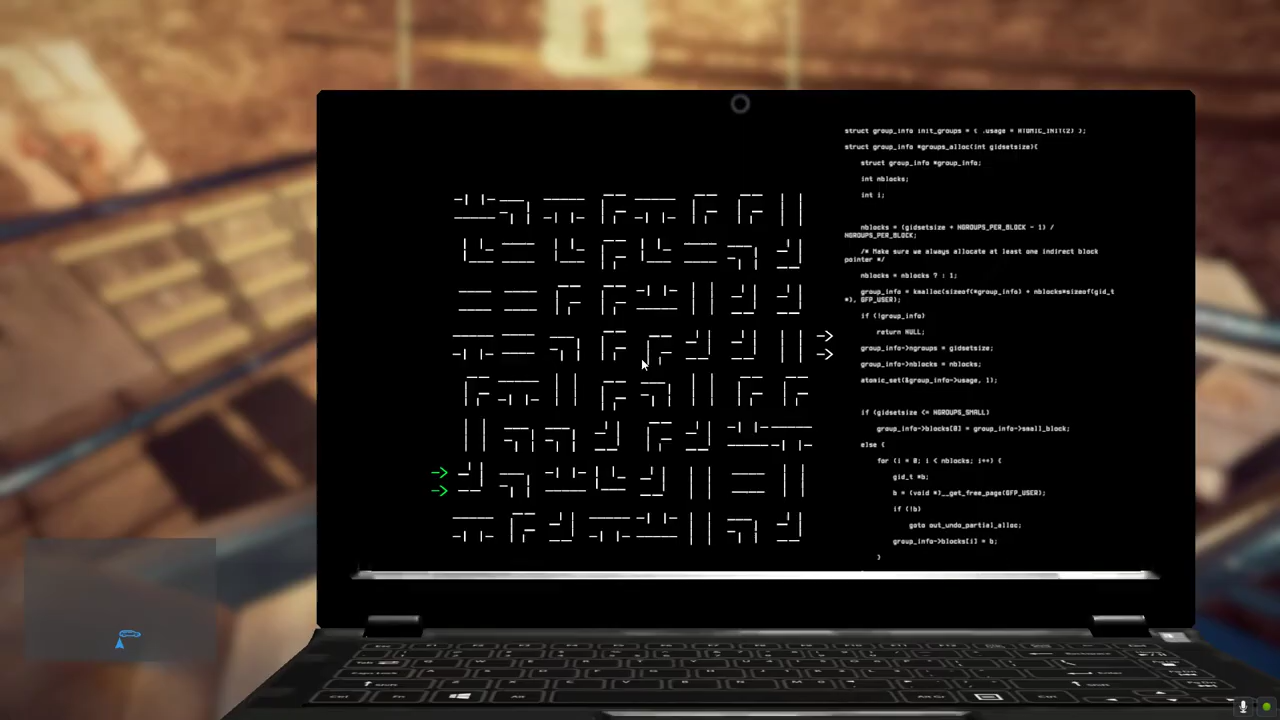 struct group_info init_groups = { .usage = ATOMIC_INIT(2) };
struct group_info *groups_alloc(int gidsetsize){
struct group_info *group_info;
int nblocks;
int i;
nblocks = (gidsetsize + NGROUPS_PER_BLOCK - 1) /
NGROUPS_PER_BLOCK;
/* Make sure we always allocate at least one indirect block
pointer */
nblocks = nblocks ? : 1;
group_info = kmalloc(sizeof(*group_info) + nblocks*sizeof(gid_t
*), GFP_USER);
if (!group_info)
return NULL;
group_info->ngroups = gidsetsize;
group_info->nblocks = nblocks;
atomic_set(&group_info->usage, 1);
if (gidsetsize <= NGROUPS_SMALL)
group_info->blocks[0] = group_info->small_block;
else {
for (i = 0; i < nblocks; i++) {
gid_t *b;
b = (void *)__get_free_page(GFP_USER);
if (!b)
goto out_undo_partial_alloc;
group_info->blocks[i] = b;
}